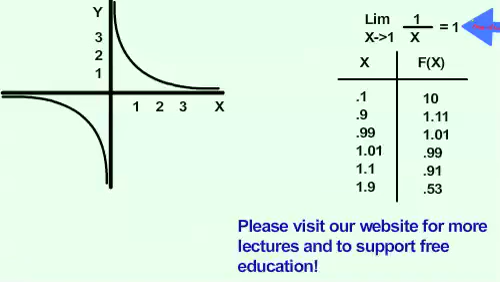 Y
3
2
1
1 2 3 X
Lim 1
X->1 X = 1
X F(X)
.1 10
.9 1.11
.99 1.01
1.01 .99
1.1 .91
1.9 .53
Please visit our website for more
lectures and to support free
education!